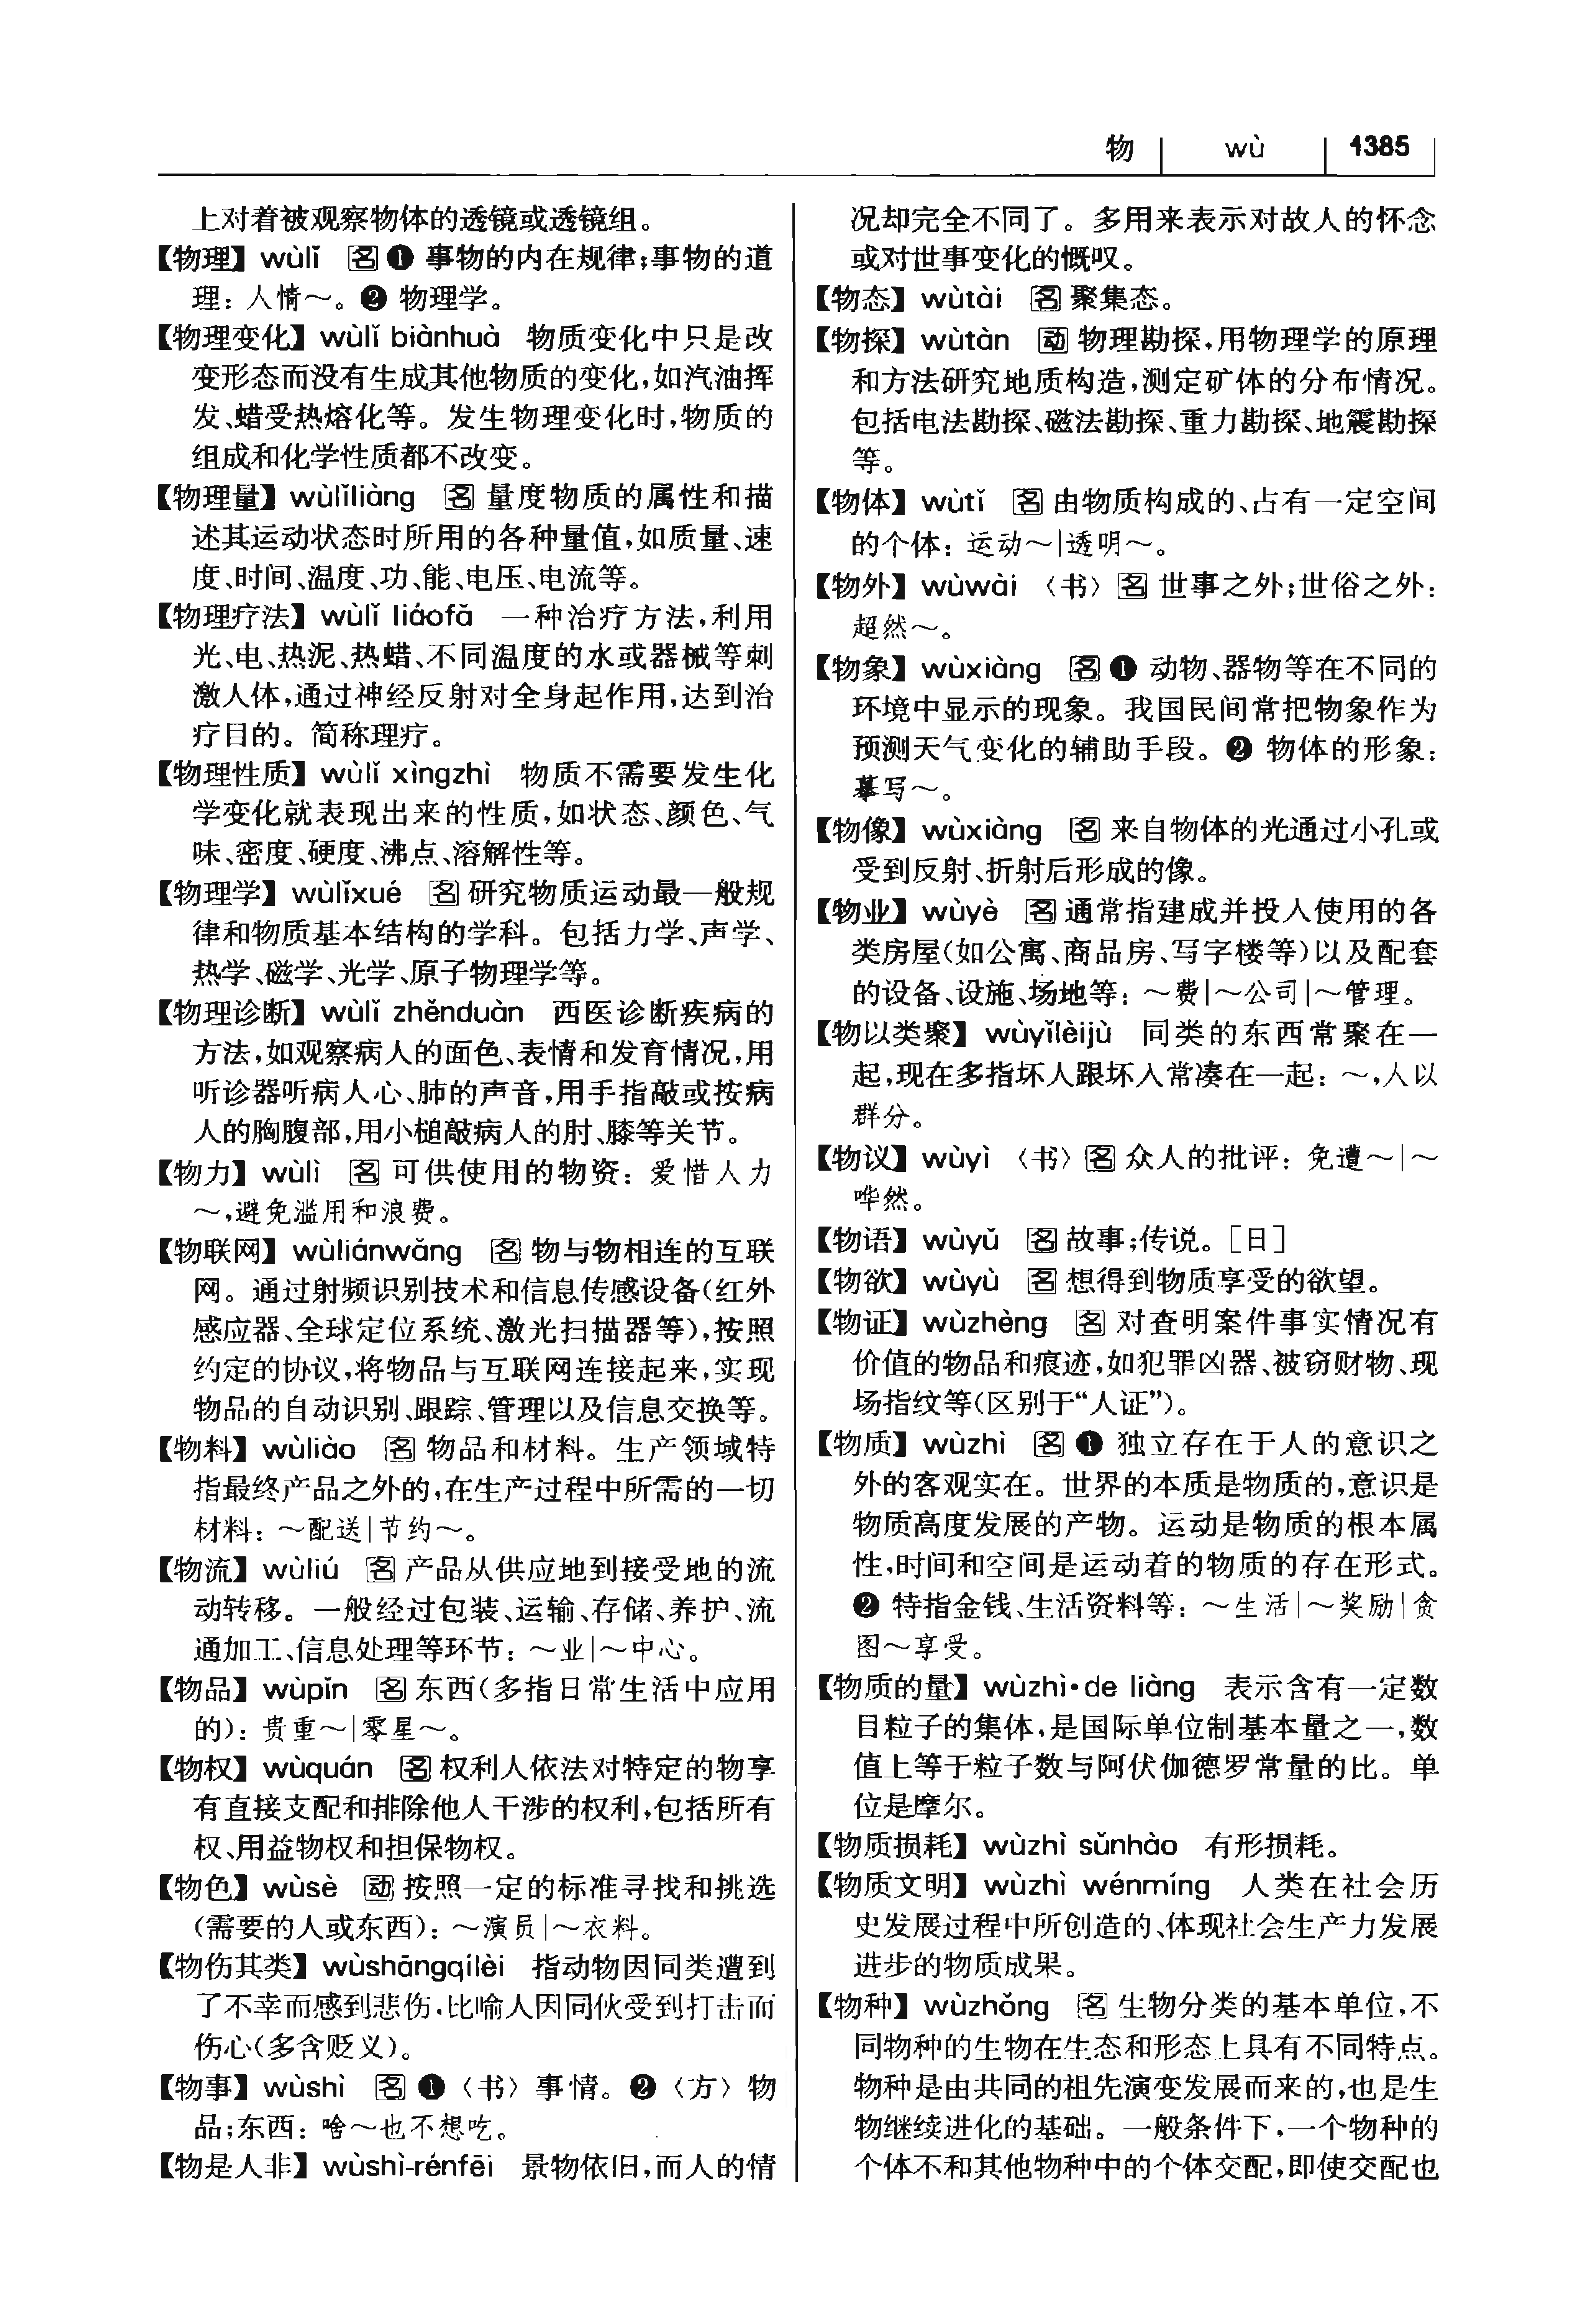 物 wù 1385
上对着被观察物体的透镜或透镜组。
【物理】 wùlǐ 名 ❶ 事物的内在规律;事物的道
理: 人情～。❷ 物理学。
【物理变化】 wùlǐ biànhuà 物质变化中只是改
变形态而没有生成其他物质的变化,如汽油挥
发、蜡受热熔化等。发生物理变化时,物质的
组成和化学性质都不改变。
【物理量】 wùlǐliàng 名 量度物质的属性和描
述其运动状态时所用的各种量值,如质量、速
度、时间、温度、功、能、电压、电流等。
【物理疗法】 wùlǐ liáofǎ 一种治疗方法,利用
光、电、热泥、热蜡、不同温度的水或器械等刺
激人体,通过神经反射对全身起作用,达到治
疗目的。简称理疗。
【物理性质】 wùlǐ xìngzhì 物质不需要发生化
学变化就表现出来的性质,如状态、颜色、气
味、密度、硬度、沸点、溶解性等。
【物理学】 wùlǐxué 名 研究物质运动最一般规
律和物质基本结构的学科。包括力学、声学、
热学、磁学、光学、原子物理学等。
【物理诊断】 wùlǐ zhěnduàn 西医诊断疾病的
方法,如观察病人的面色、表情和发育情况,用
听诊器听病人心、肺的声音,用手指敲或按病
人的胸腹部,用小槌敲病人的肘、膝等关节。
【物力】 wùlì 名 可供使用的物资: 爱惜人力
～,避免滥用和浪费。
【物联网】 wùliánwǎng 名 物与物相连的互联
网。通过射频识别技术和信息传感设备(红外
感应器、全球定位系统、激光扫描器等),按照
约定的协议,将物品与互联网连接起来,实现
物品的自动识别、跟踪、管理以及信息交换等。
【物料】 wùliào 名 物品和材料。生产领域特
指最终产品之外的,在生产过程中所需的一切
材料: ～配送|节约～。
【物流】 wùliú 名 产品从供应地到接受地的流
动转移。一般经过包装、运输、存储、养护、流
通加工、信息处理等环节: ～业|～中心。
【物品】 wùpǐn 名 东西(多指日常生活中应用
的): 贵重～|零星～。
【物权】 wùquán 名 权利人依法对特定的物享
有直接支配和排除他人干涉的权利,包括所有
权、用益物权和担保物权。
【物色】 wùsè 动 按照一定的标准寻找和挑选
(需要的人或东西): ～演员|～衣料。
【物伤其类】 wùshāngqílèi 指动物因同类遭到
了不幸而感到悲伤,比喻人因同伙受到打击而
伤心(多含贬义)。
【物事】 wùshì 名 ❶〈书〉事情。❷〈方〉物
品;东西: 啥～也不想吃。
【物是人非】 wùshì-rénfēi 景物依旧,而人的情
况却完全不同了。多用来表示对故人的怀念
或对世事变化的慨叹。
【物态】 wùtài 名 聚集态。
【物探】 wùtàn 动 物理勘探,用物理学的原理
和方法研究地质构造,测定矿体的分布情况。
包括电法勘探、磁法勘探、重力勘探、地震勘探
等。
【物体】 wùtǐ 名 由物质构成的、占有一定空间
的个体: 运动～|透明～。
【物外】 wùwài 〈书〉 名 世事之外;世俗之外:
超然～。
【物象】 wùxiàng 名 ❶ 动物、器物等在不同的
环境中显示的现象。我国民间常把物象作为
预测天气变化的辅助手段。❷ 物体的形象:
摹写～。
【物像】 wùxiàng 名 来自物体的光通过小孔或
受到反射、折射后形成的像。
【物业】 wùyè 名 通常指建成并投入使用的各
类房屋(如公寓、商品房、写字楼等)以及配套
的设备、设施、场地等: ～费|～公司|～管理。
【物以类聚】 wùyǐlèijù 同类的东西常聚在一
起,现在多指坏人跟坏人常凑在一起: ～,人以
群分。
【物议】 wùyì 〈书〉 名 众人的批评: 免遭～|～
哗然。
【物语】 wùyǔ 名 故事;传说。[日]
【物欲】 wùyù 名 想得到物质享受的欲望。
【物证】 wùzhèng 名 对查明案件事实情况有
价值的物品和痕迹,如犯罪凶器、被窃财物、现
场指纹等(区别于“人证”)。
【物质】 wùzhì 名 ❶ 独立存在于人的意识之
外的客观实在。世界的本质是物质的,意识是
物质高度发展的产物。运动是物质的根本属
性,时间和空间是运动着的物质的存在形式。
❷ 特指金钱、生活资料等: ～生活|～奖励|贪
图～享受。
【物质的量】 wùzhì·de liàng 表示含有一定数
目粒子的集体,是国际单位制基本量之一,数
值上等于粒子数与阿伏伽德罗常量的比。单
位是摩尔。
【物质损耗】 wùzhì sǔnhào 有形损耗。
【物质文明】 wùzhì wénmíng 人类在社会历
史发展过程中所创造的、体现社会生产力发展
进步的物质成果。
【物种】 wùzhǒng 名 生物分类的基本单位,不
同物种的生物在生态和形态上具有不同特点。
物种是由共同的祖先演变发展而来的,也是生
物继续进化的基础。一般条件下,一个物种的
个体不和其他物种中的个体交配,即使交配也